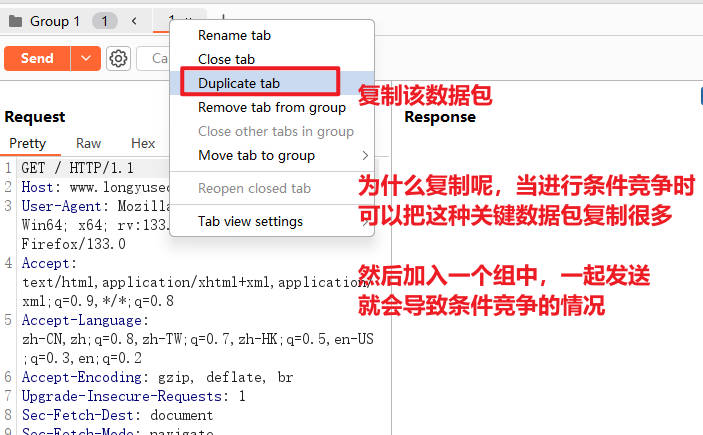 Group 1 1
Send
Rename tab
Close tab
Duplicate tab
Remove tab from group
Close other tabs in group
Move tab to group
Reopen closed tab
Tab view settings
复制该数据包
为什么复制呢，当进行条件竞争时
可以把这种关键数据包复制很多
然后加入一个组中，一起发送
就会导致条件竞争的情况
Request
Response
Pretty Raw Hex
1 GET / HTTP/1.1
2 Host: www.longyusec
3 User-Agent: Mozilla
Win64; x64; rv:133.
Firefox/133.0
4 Accept:
text/html,application/xhtml+xml,application/
xml;q=0.9,*/*;q=0.8
5 Accept-Language:
zh-CN,zh;q=0.8,zh-TW;q=0.7,zh-HK;q=0.5,en-US
;q=0.3,en;q=0.2
6 Accept-Encoding: gzip, deflate, br
7 Upgrade-Insecure-Requests: 1
8 Sec-Fetch-Dest: document
9 Sec-Fetch-Mode: navigate